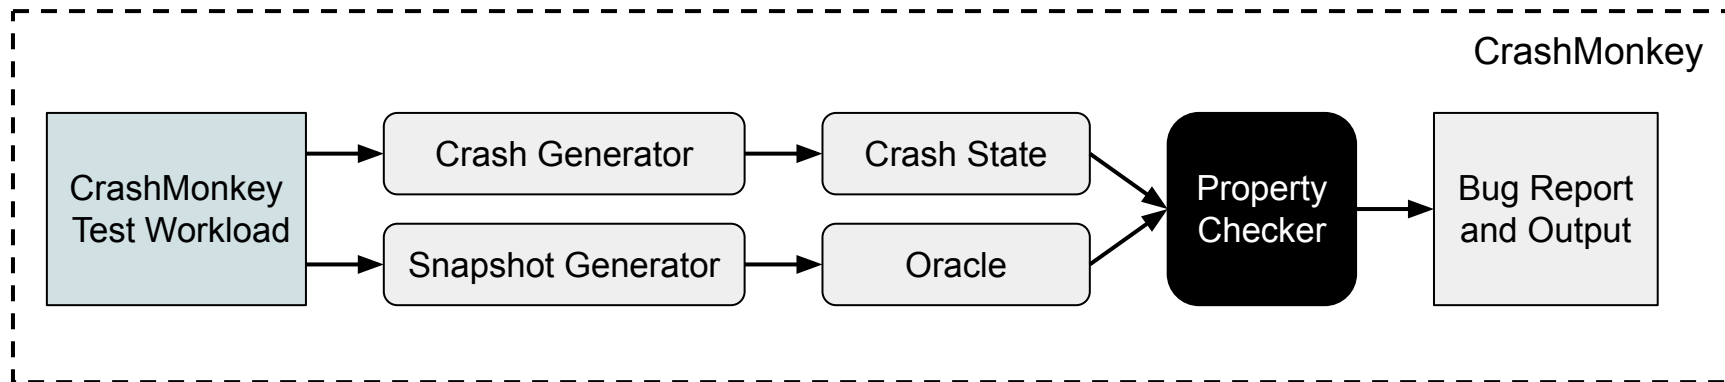 CrashMonkey
CrashMonkey
Test Workload
Crash Generator
Crash State
Snapshot Generator
Oracle
Property
Checker
Bug Report
and Output